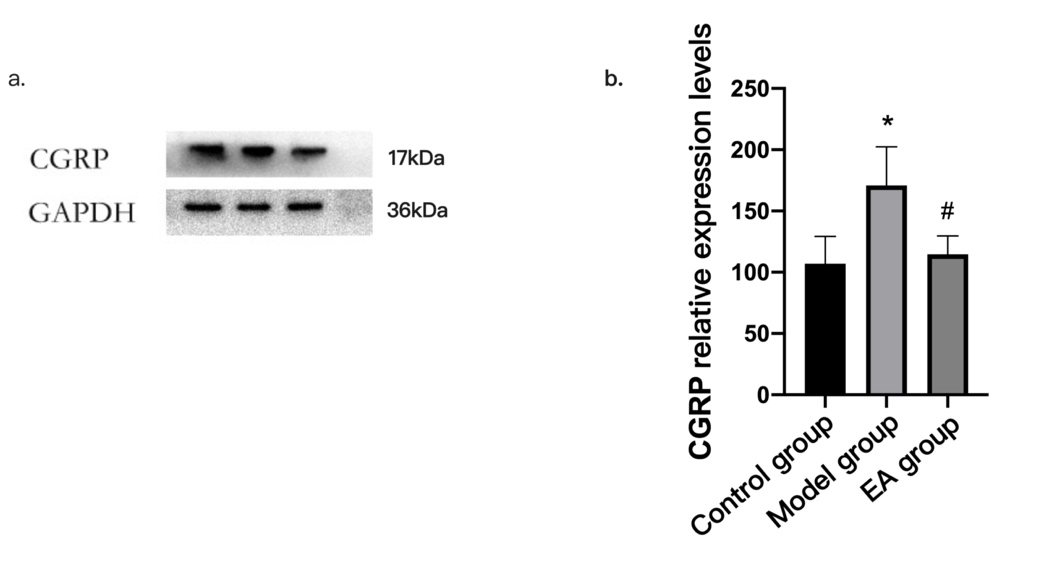 a.
CGRP
17kDa
GAPDH
36kDa
b.
CGRP relative expression levels
250
200
150
100
50
0
*
#
Control group
Model group
EA group